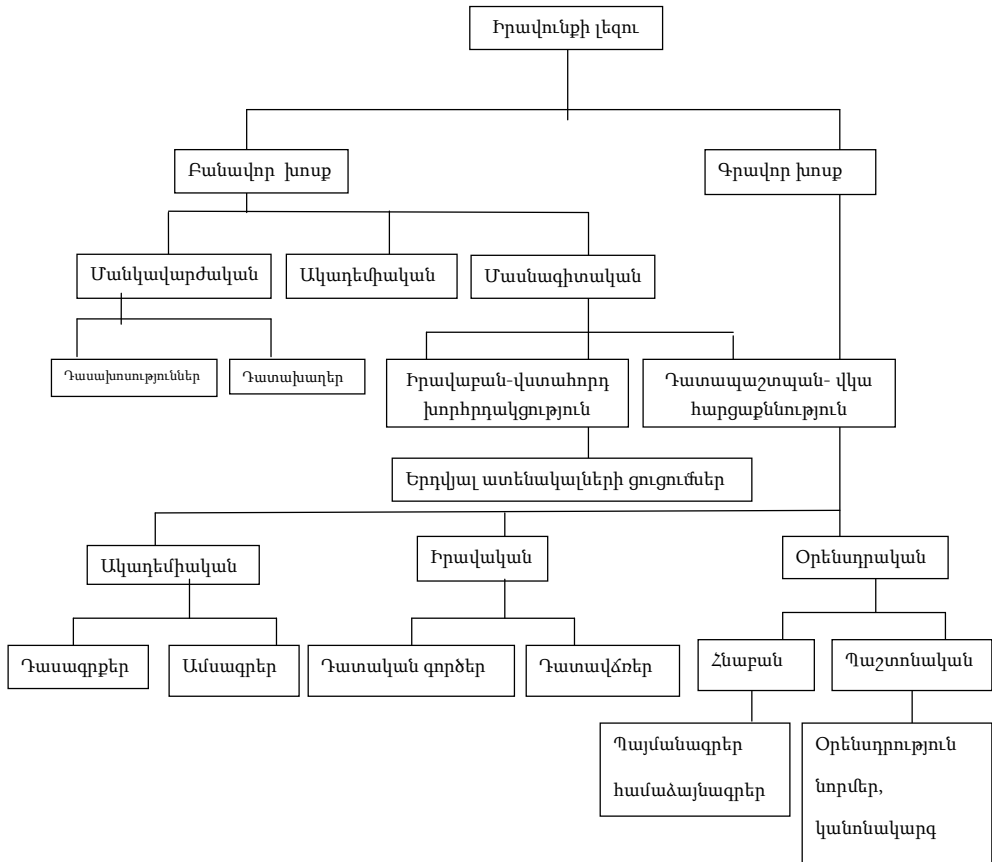 Իրավունքի լեզու
Բանավոր խոսք
Գրավոր խոսք
Մանկավարժական
Ակադեմիական
Մասնագիտական
Դասախոսություններ
Դատախաղեր
Իրավաբան-վստահորդ
խորհրդակցություն
Դատապաշտպան- վկա
հարցաքննություն
Երդվյալ ատենակալների ցուցումներ
Ակադեմիական
Իրավական
Օրենսդրական
Դասագրքեր
Ամսագրեր
Դատական գործեր
Դատավճռեր
Հնաբան
Պաշտոնական
Պայմանագրեր
համաձայնագրեր
Օրենսդրություն
նորմեր,
կանոնակարգ